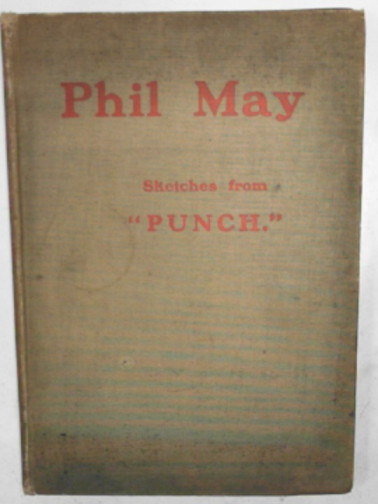 Phil May
Sketches from
"PUNCH."